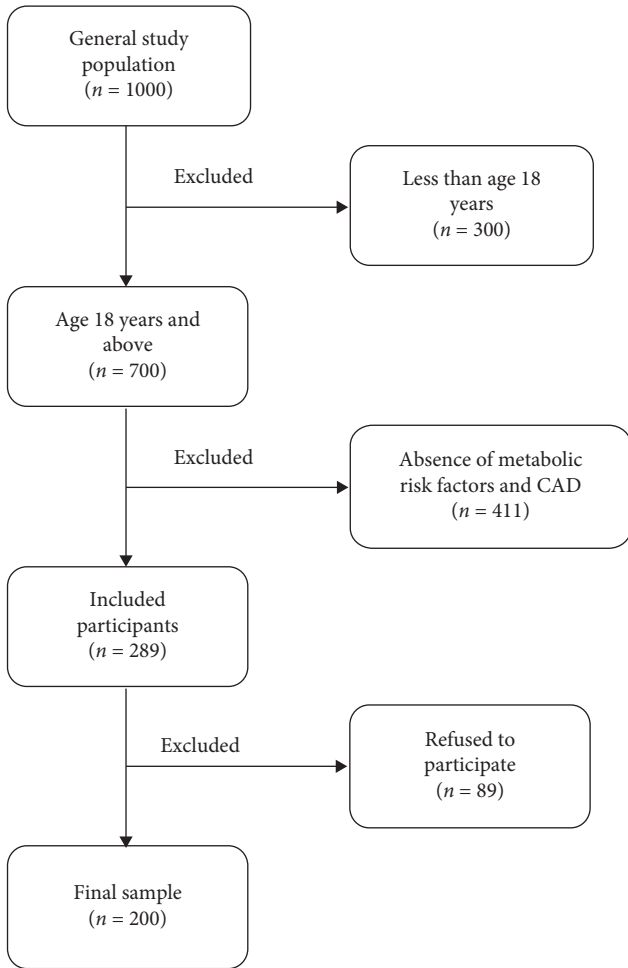 General study
population
(n = 1000)
Excluded
Less than age 18
years
(n = 300)
Age 18 years and
above
(n = 700)
Excluded
Absence of metabolic
risk factors and CAD
(n = 411)
Included
participants
(n = 289)
Excluded
Refused to
participate
(n = 89)
Final sample
(n = 200)